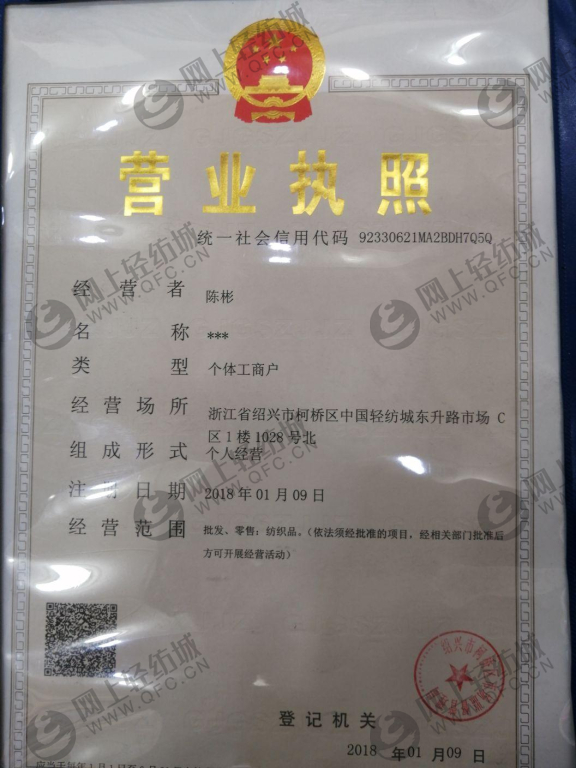 营业执照
统一社会信用代码 92330621MA2BDH7Q5Q
经营者 陈彬
名称 ***
类型 个体工商户
经营场所 浙江省绍兴市柯桥区中国轻纺城东升路市场 C
区1楼1028号北
组成形式 个人经营
注册日期 2018年01月09日
经营范围 批发、零售：纺织品。（依法须经批准的项目，经相关部门批准后
方可开展经营活动）
登记机关
2018 年01 月09 日
网上轻纺城
WWW.QFC.CN